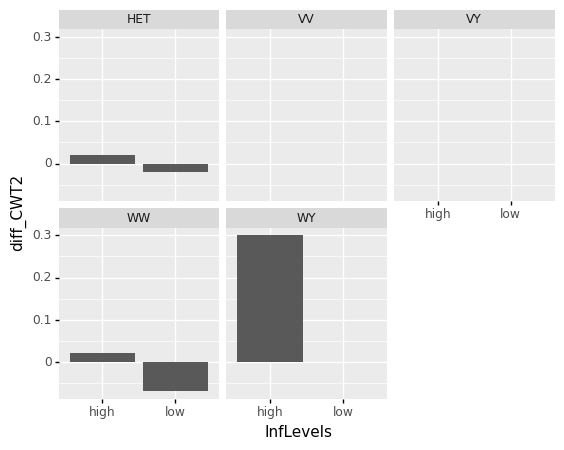 HET VV VY
0.3
0.2
0.1
0
high low
WW WY
0.3
0.2
0.1
0
high low high low
diff_CWT2
InfLevels